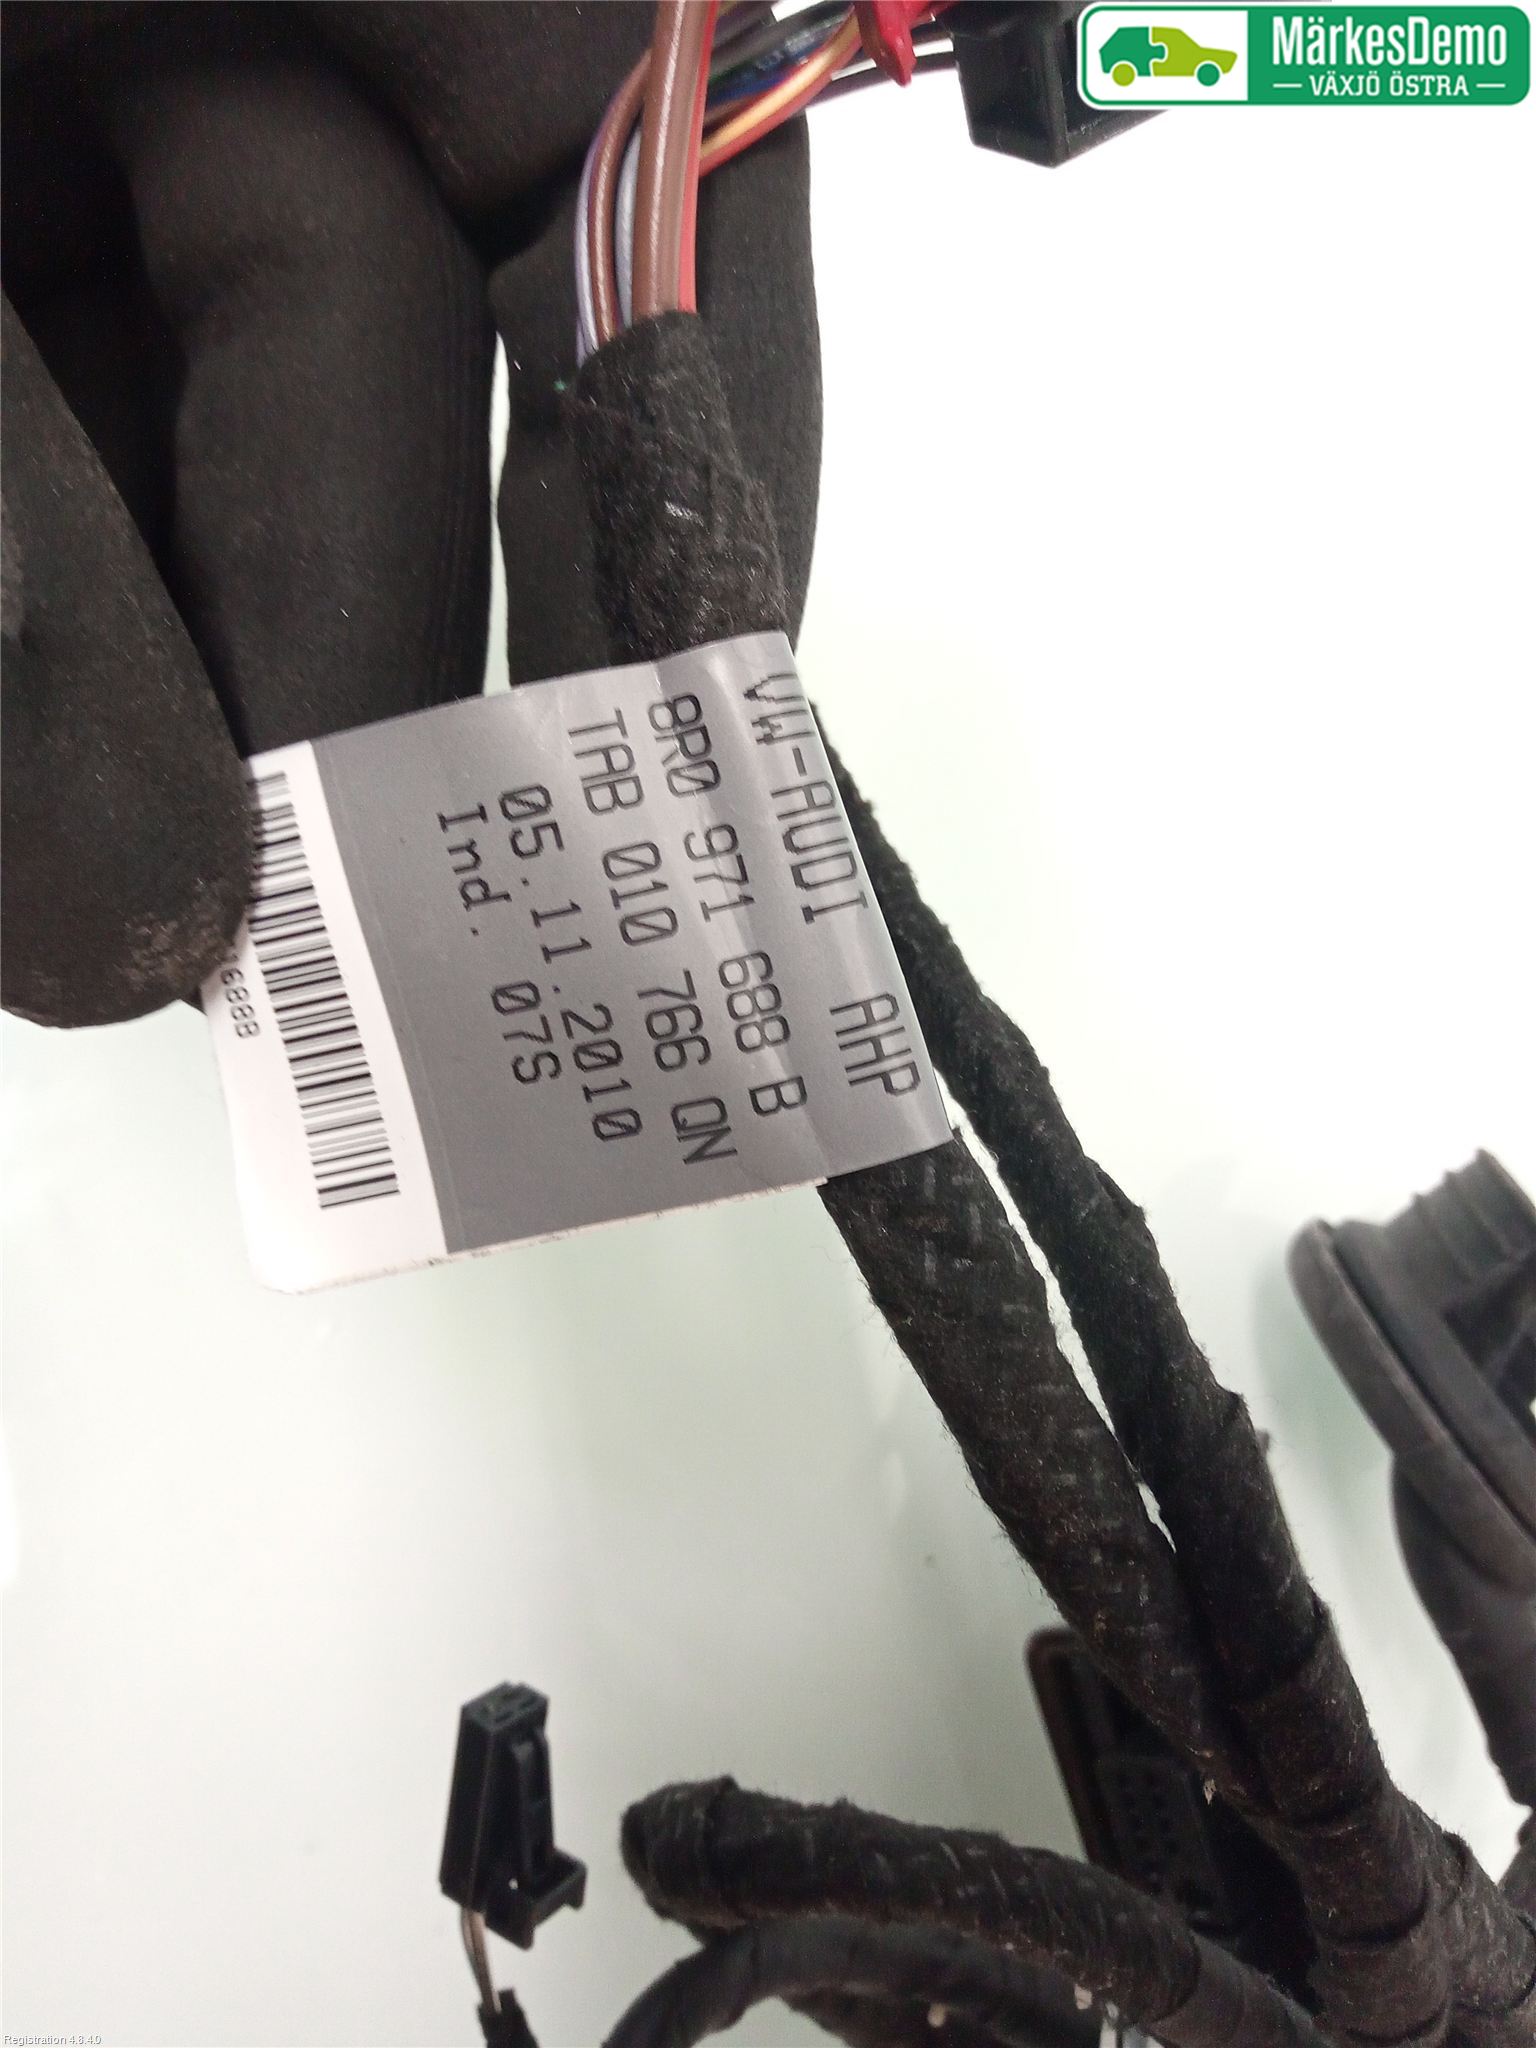 MärkesDemo
VÄXJÖ ÖSTRA
VW-AUDI AHP
8R0 971 688 B
TAB 010 766 QN
05.11.2010
Ind. 07S
Registration 4.8.4.0